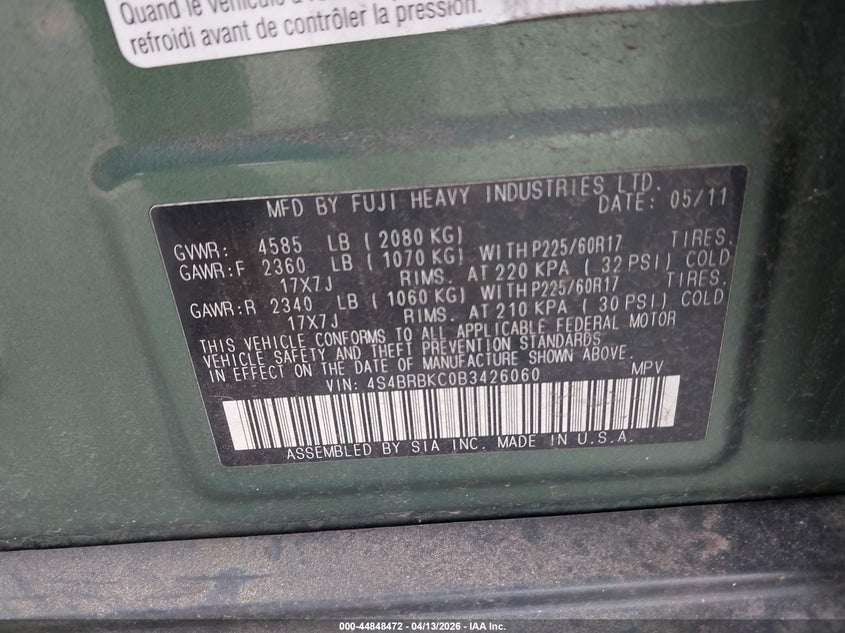 Quand le véhicule a
refroidi avant de contrôler la pression.
MFD BY FUJI HEAVY INDUSTRIES LTD.
DATE: 05/11
GVWR: 4585 LB (2080 KG)
GAWR:F 2360 LB (1070 KG) WITH P225/60R17 TIRES.
17X7J RIMS. AT 220 KPA (32 PSI) COLD
GAWR:R 2340 LB (1060 KG) WITH P225/60R17 TIRES.
17X7J RIMS. AT 210 KPA (30 PSI) COLD
THIS VEHICLE CONFORMS TO ALL APPLICABLE FEDERAL MOTOR
VEHICLE SAFETY AND THEFT PREVENTION STANDARDS
IN EFFECT ON THE DATE OF MANUFACTURE SHOWN ABOVE.
VIN: 4S4BRBKC0B3426060 MPV
ASSEMBLED BY SIA INC. MADE IN U.S.A.
000-44848472 - 04/13/2026 - IAA Inc.